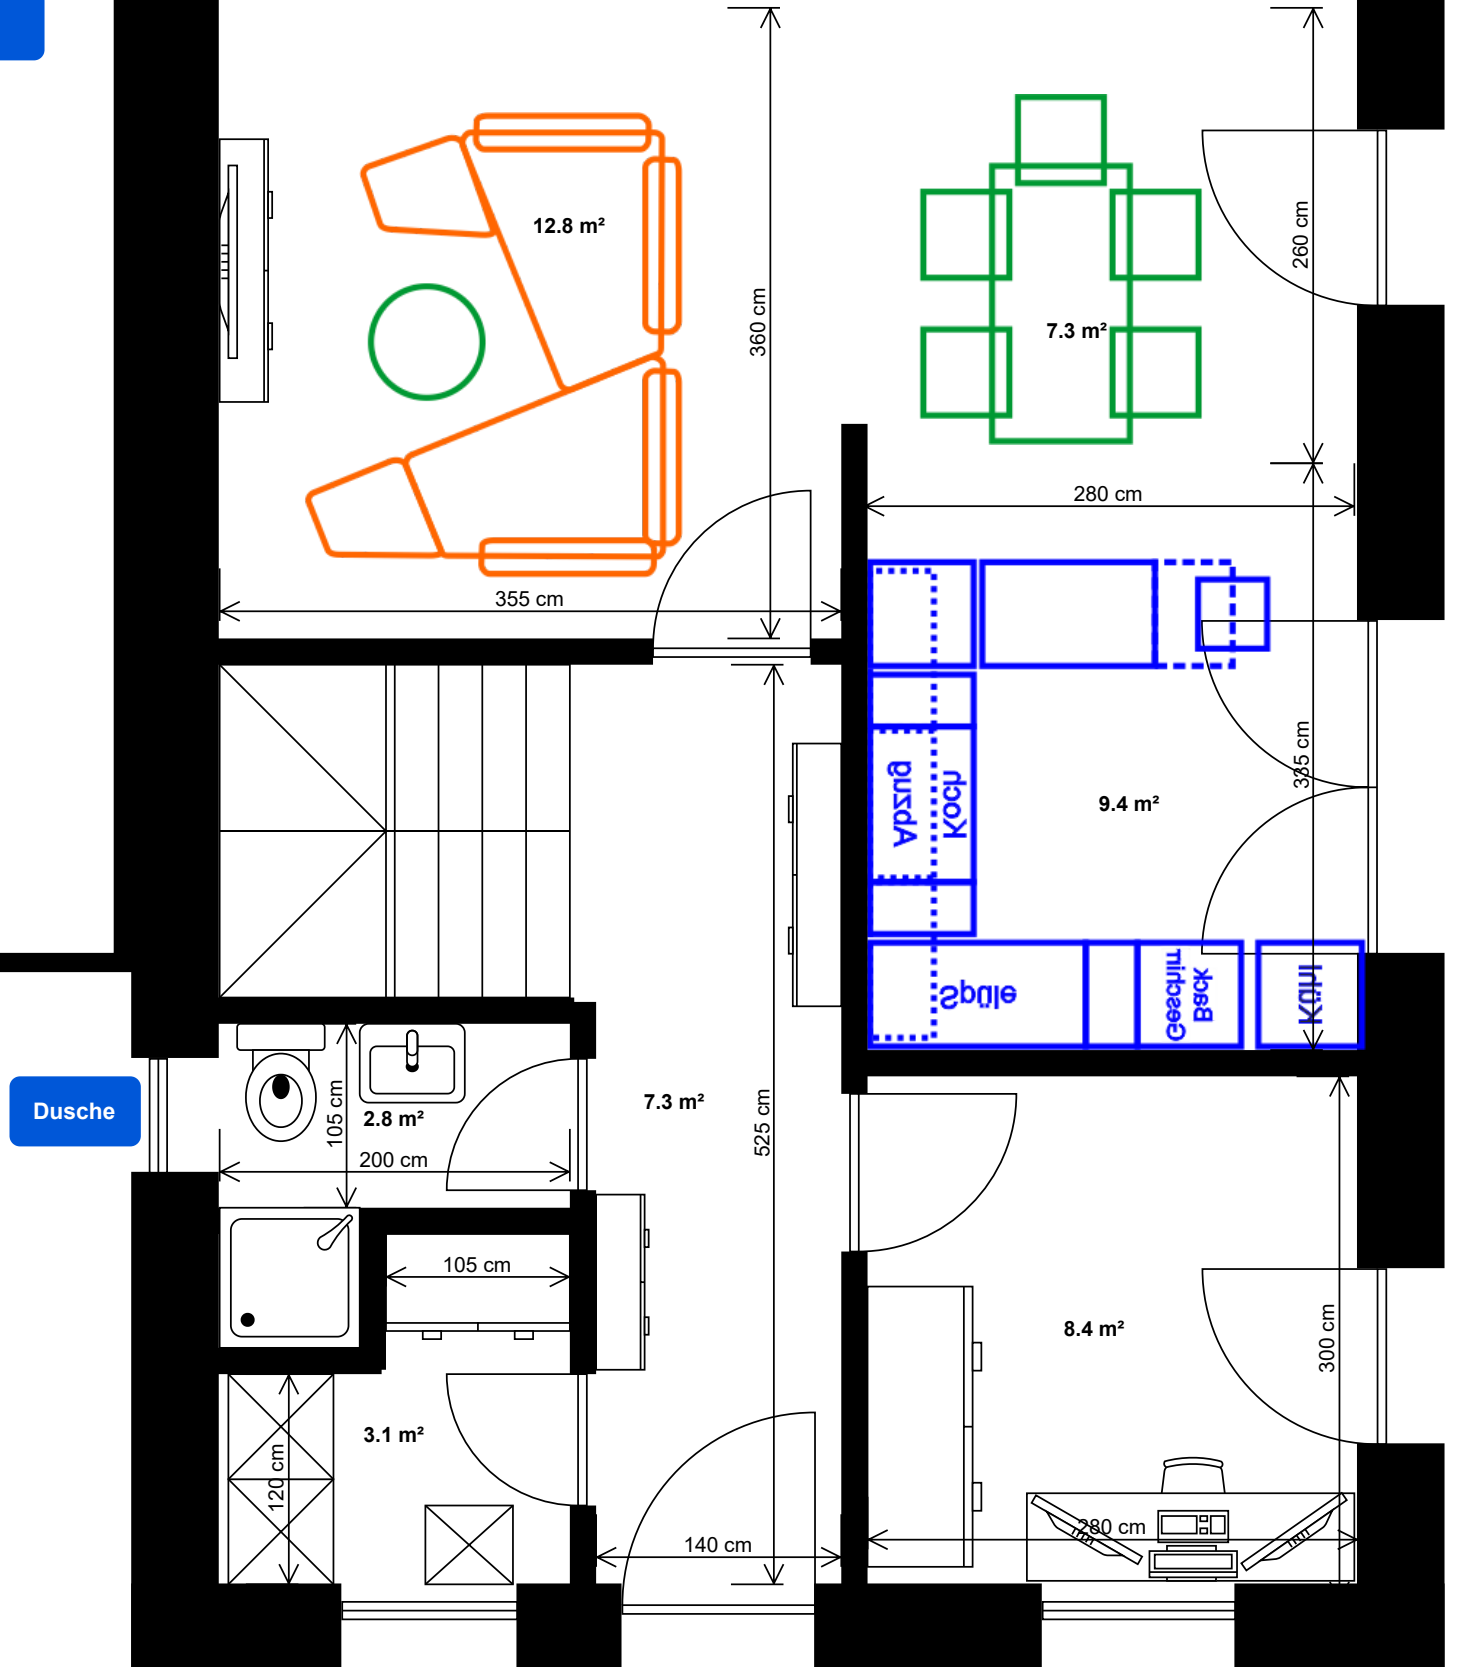 12.8 m²
260 cm
360 cm
7.3 m²
280 cm
355 cm
335 cm
Abzug
Koch
9.4 m²
Spüle
Geschirr
Back
Kühl
Dusche
105 cm
2.8 m²
7.3 m²
525 cm
200 cm
105 cm
8.4 m²
300 cm
3.1 m²
120 cm
280 cm
140 cm